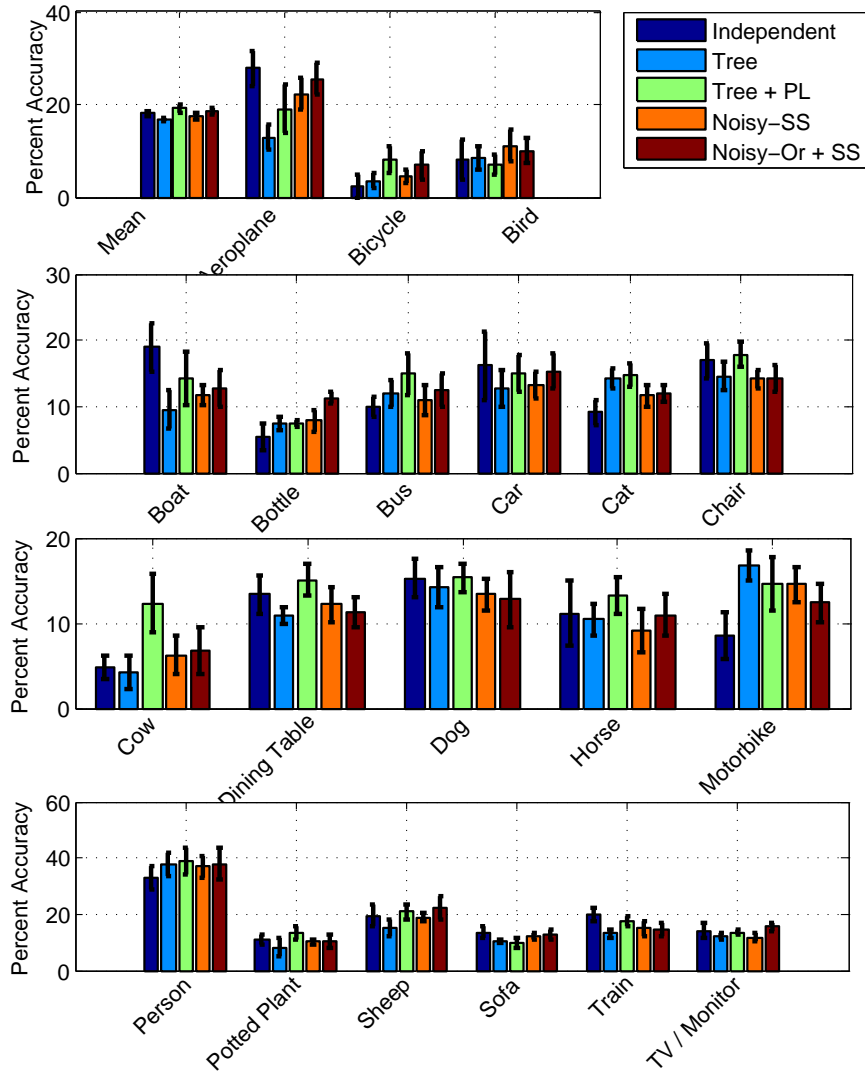 40
20
0
Percent Accuracy
Mean
Aeroplane
Bicycle
Bird
Independent
Tree
Tree + PL
Noisy-SS
Noisy-Or + SS
30
20
10
0
Percent Accuracy
Boat
Bottle
Bus
Car
Cat
Chair
20
10
0
Percent Accuracy
Cow
Dining Table
Dog
Horse
Motorbike
60
40
20
0
Percent Accuracy
Person
Potted Plant
Sheep
Sofa
Train
TV / Monitor